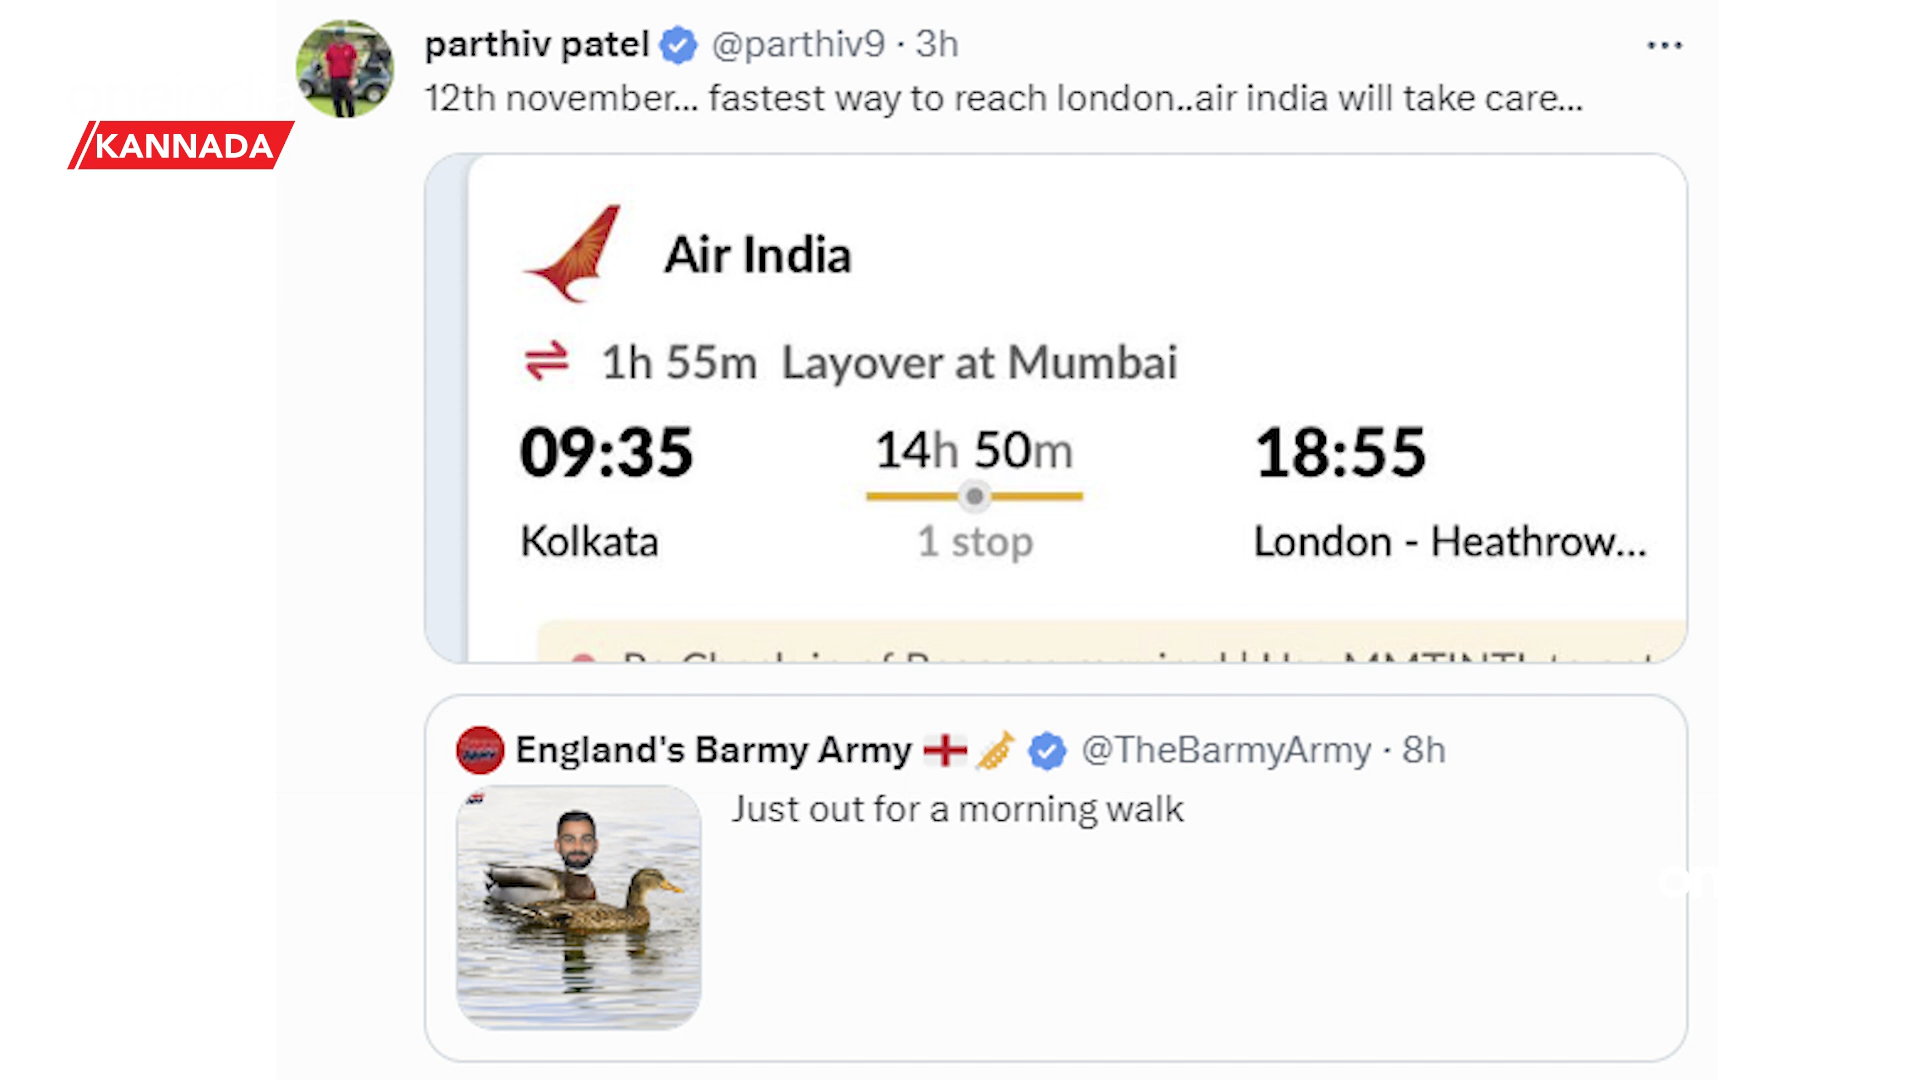 parthiv patel @parthiv9 · 3h
12th november... fastest way to reach london..air india will take care...
KANNADA
Air India
1h 55m Layover at Mumbai
09:35 14h 50m 18:55
Kolkata 1 stop London - Heathrow...
England's Barmy Army @TheBarmyArmy · 8h
Just out for a morning walk